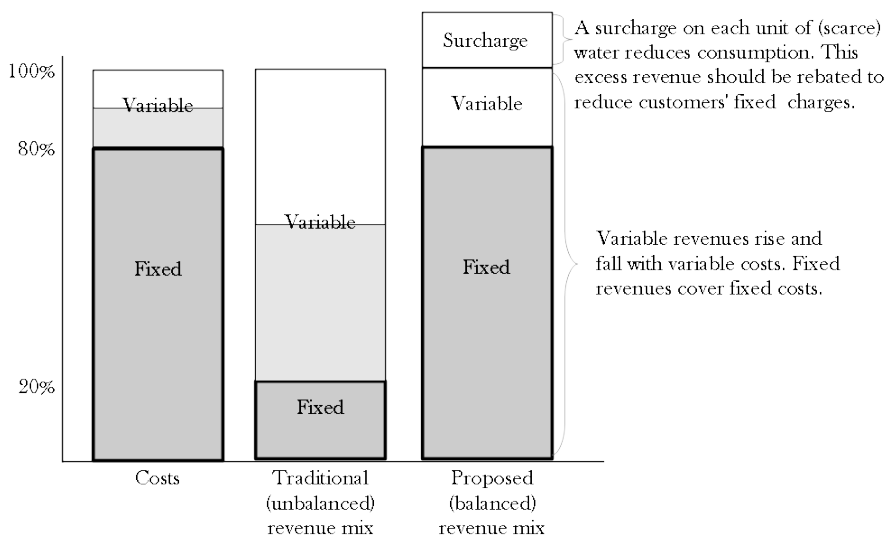 Surcharge
A surcharge on each unit of (scarce)
water reduces consumption. This
excess revenue should be rebated to
reduce customers' fixed charges.
100%
Variable
Variable
80%
Variable
Fixed
Fixed
Variable revenues rise and
fall with variable costs. Fixed
revenues cover fixed costs.
20%
Fixed
Costs
Traditional
(unbalanced)
revenue mix
Proposed
(balanced)
revenue mix